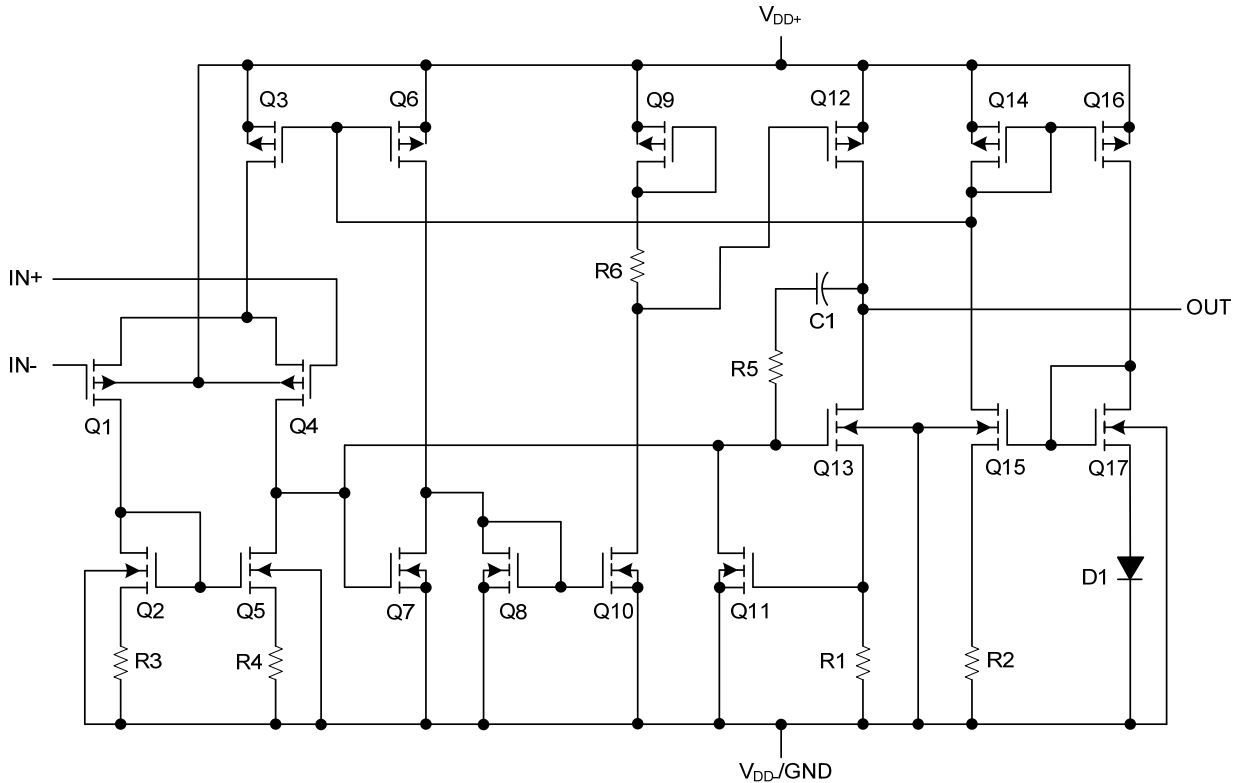 VDD+
Q3
Q6
Q9
Q12
Q14
Q16
IN+
R6
C1
OUT
IN-
R5
Q1
Q4
Q13
Q15
Q17
Q2
Q5
Q7
Q8
Q10
Q11
D1
R3
R4
R1
R2
VDD-/GND